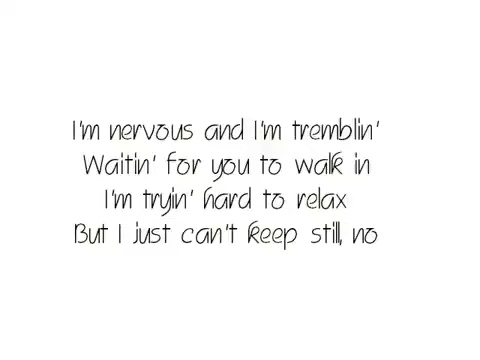 I'm nervous and I'm tremblin'
Waitin' for you to walk in
I'm tryin' hard to relax
But I just can't keep still, no